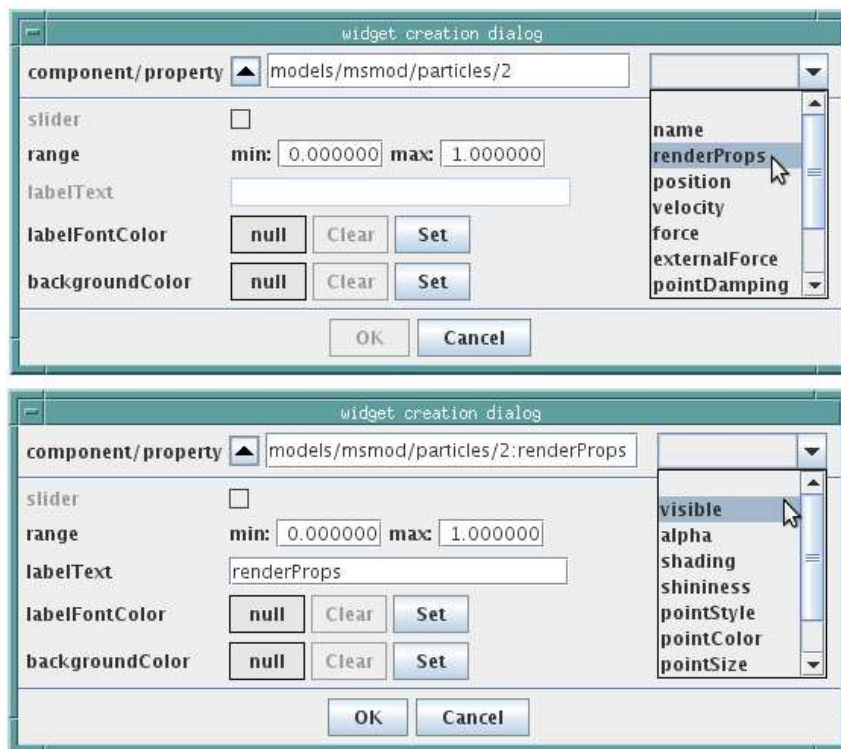 widget creation dialog
component/property models/msmod/particles/2
slider
name
range min: 0.000000 max: 1.000000
renderProps
labelText
position
velocity
labelFontColor null Clear Set
force
externalForce
backgroundColor null Clear Set
pointDamping
OK Cancel
widget creation dialog
component/property models/msmod/particles/2:renderProps
slider
visible
range min: 0.000000 max: 1.000000
alpha
labelText renderProps
shading
shininess
labelFontColor null Clear Set
pointStyle
pointColor
backgroundColor null Clear Set
pointSize
OK Cancel